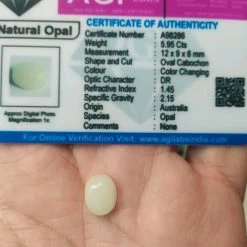 Natural Opal
Approx Digital Photo
Magnification 1x.
CERTIFICATE OF AUTHENTICITY
Certificate Number : A98286
Weight : 5.95 Cts
Measurement : 12 x 9 x 6 mm
Shape and Cut : Oval Cabochon
Colour : Color Changing
Optic Character : DR
Refractive Index : 1.45
Specific Gravity : 2.15
Origin : Australia
Species : Opal
Comments : None
For Online Verification Visit :-www.agilabsindia.com